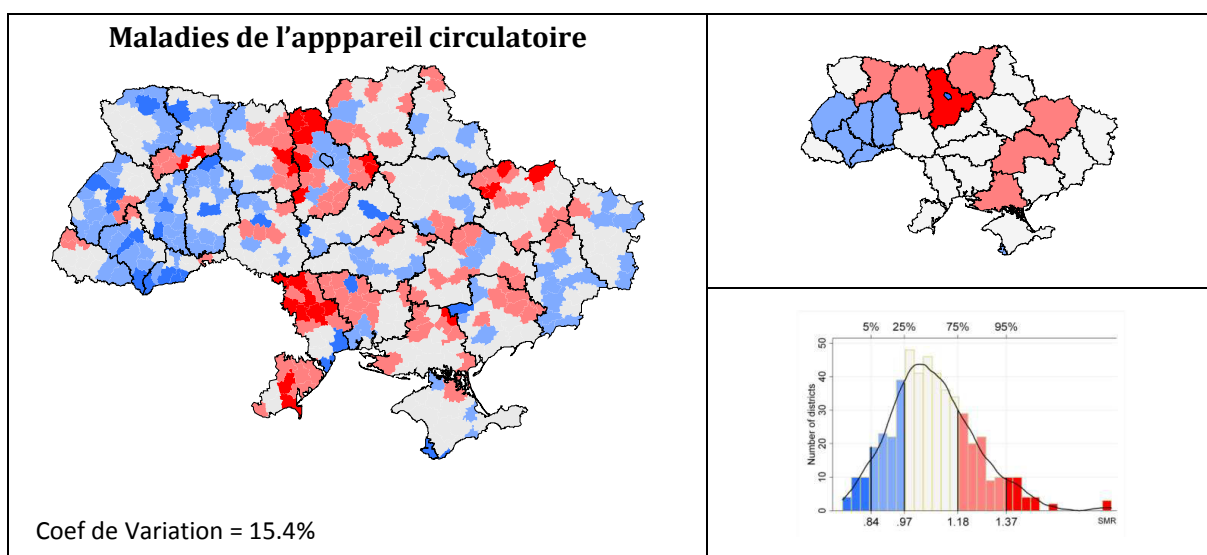 Maladies de l’apppareil circulatoire
Coef de Variation = 15.4%
5% 25% 75% 95%
Number of districts
50
40
30
20
10
0
.84 .97 1.18 1.37 SMR